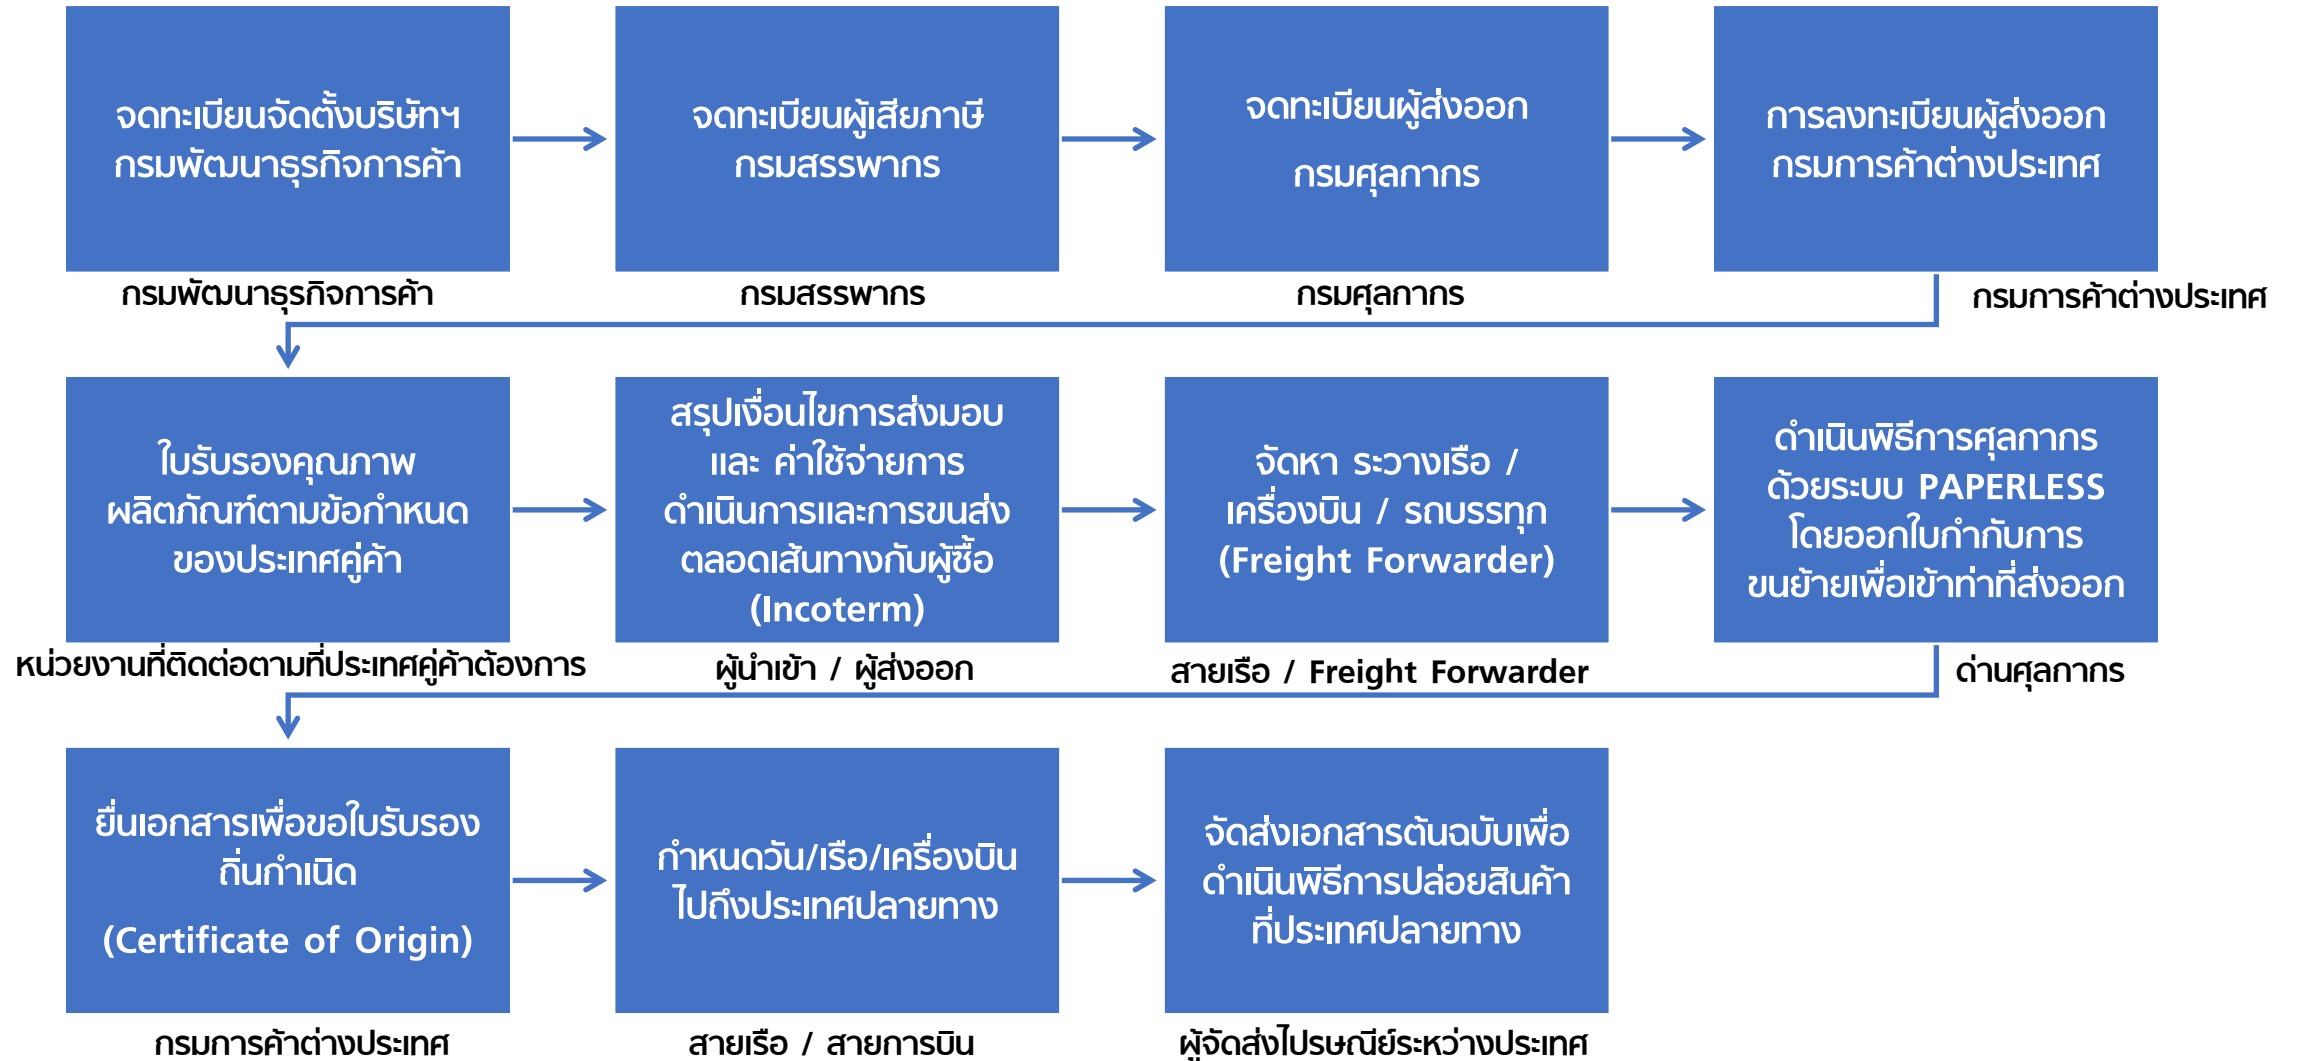 จดทะเบียนจัดตั้งบริษัทฯ
กรมพัฒนาธุรกิจการค้า
กรมพัฒนาธุรกิจการค้า
จดทะเบียนผู้เสียภาษี
กรมสรรพากร
กรมสรรพากร
จดทะเบียนผู้ส่งออก
กรมศุลกากร
กรมศุลกากร
การลงทะเบียนผู้ส่งออก
กรมการค้าต่างประเทศ
กรมการค้าต่างประเทศ
ใบรับรองคุณภาพ
ผลิตภัณฑ์ตามข้อกำหนด
ของประเทศคู่ค้า
หน่วยงานที่ติดต่อตามที่ประเทศคู่ค้าต้องการ
สรุปเงื่อนไขการส่งมอบ
และ ค่าใช้จ่ายการ
ดำเนินการและการขนส่ง
ตลอดเส้นทางกับผู้ซื้อ
(Incoterm)
ผู้นำเข้า / ผู้ส่งออก
จัดหา ระวางเรือ /
เครื่องบิน / รถบรรทุก
(Freight Forwarder)
สายเรือ / Freight Forwarder
ดำเนินพิธีการศุลกากร
ด้วยระบบ PAPERLESS
โดยออกใบกำกับการ
ขนย้ายเพื่อเข้าท่าที่ส่งออก
ด่านศุลกากร
ยื่นเอกสารเพื่อขอใบรับรอง
ถิ่นกำเนิด
(Certificate of Origin)
กรมการค้าต่างประเทศ
กำหนดวัน/เรือ/เครื่องบิน
ไปถึงประเทศปลายทาง
สายเรือ / สายการบิน
จัดส่งเอกสารต้นฉบับเพื่อ
ดำเนินพิธีการปล่อยสินค้า
ที่ประเทศปลายทาง
ผู้จัดส่งไปรษณีย์ระหว่างประเทศ